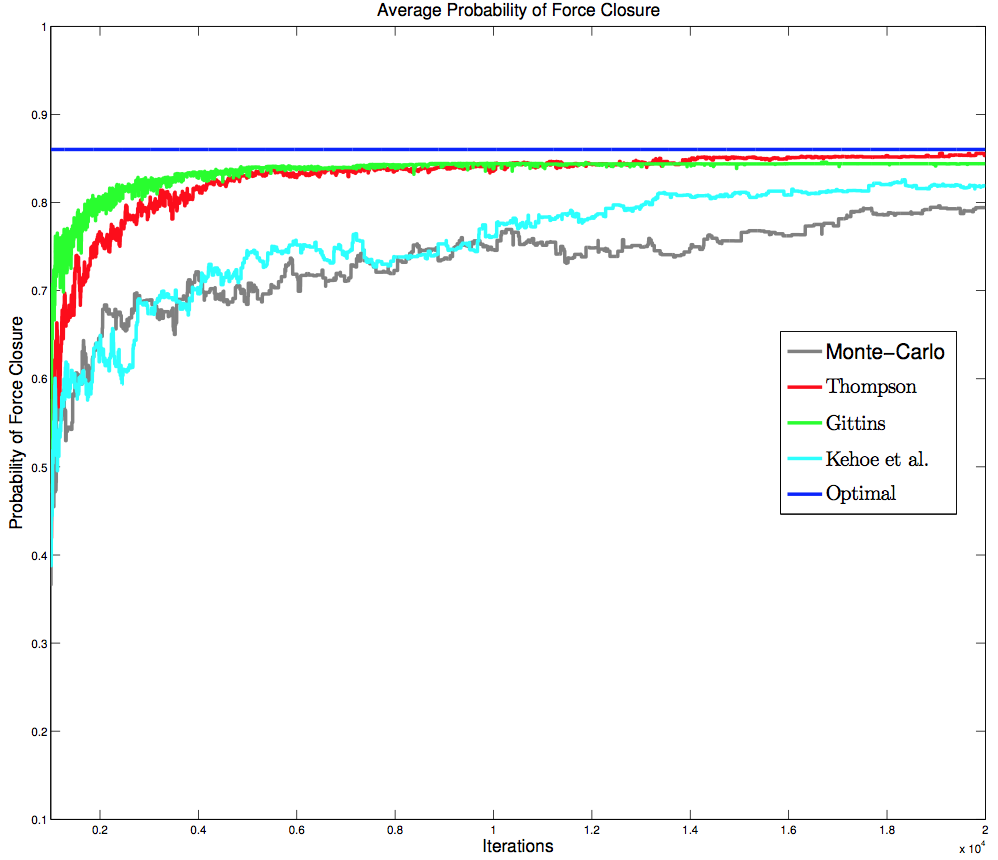 Average Probability of Force Closure
1
0.9
0.8
0.7
0.6
0.5
0.4
0.3
0.2
0.1
Probability of Force Closure
Monte-Carlo
Thompson
Gittins
Kehoe et al.
Optimal
0.2 0.4 0.6 0.8 1 1.2 1.4 1.6 1.8 2
Iterations
x 10^4